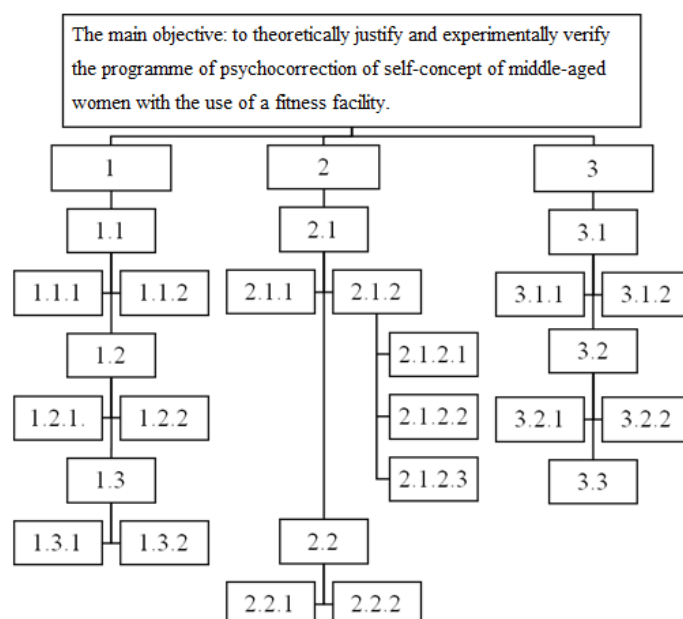 The main objective: to theoretically justify and experimentally verify
the programme of psychocorrection of self-concept of middle-aged
women with the use of a fitness facility.
1 2 3
1.1 2.1 3.1
1.1.1 1.1.2 2.1.1 2.1.2 3.1.1 3.1.2
1.2 2.1.2.1 3.2
1.2.1. 1.2.2 2.1.2.2 3.2.1 3.2.2
1.3 2.1.2.3 3.3
1.3.1 1.3.2 2.2
2.2.1 2.2.2